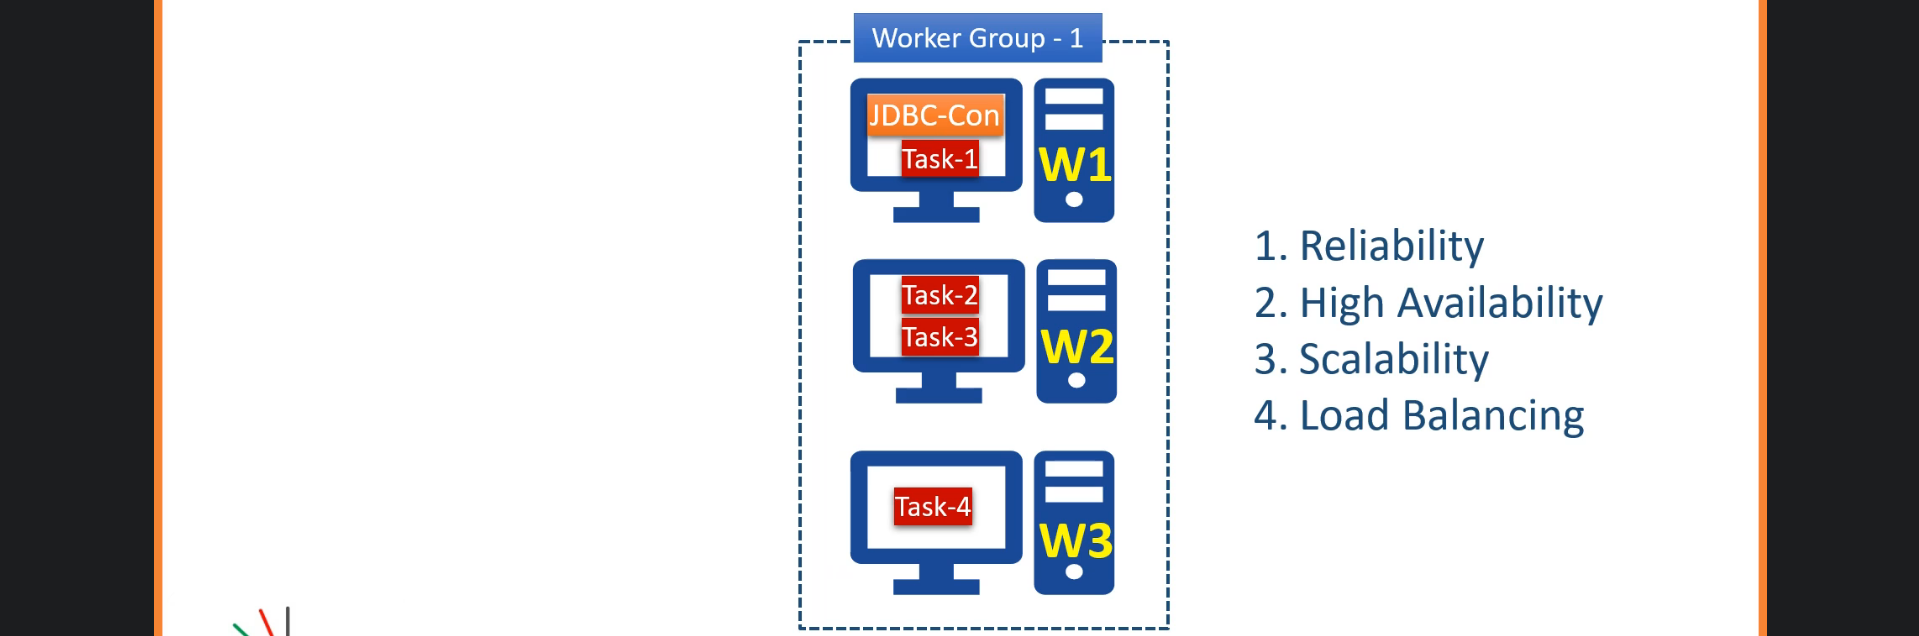 Worker Group - 1
JDBC-Con
Task-1
W1
Task-2
Task-3
W2
Task-4
W3
1. Reliability
2. High Availability
3. Scalability
4. Load Balancing